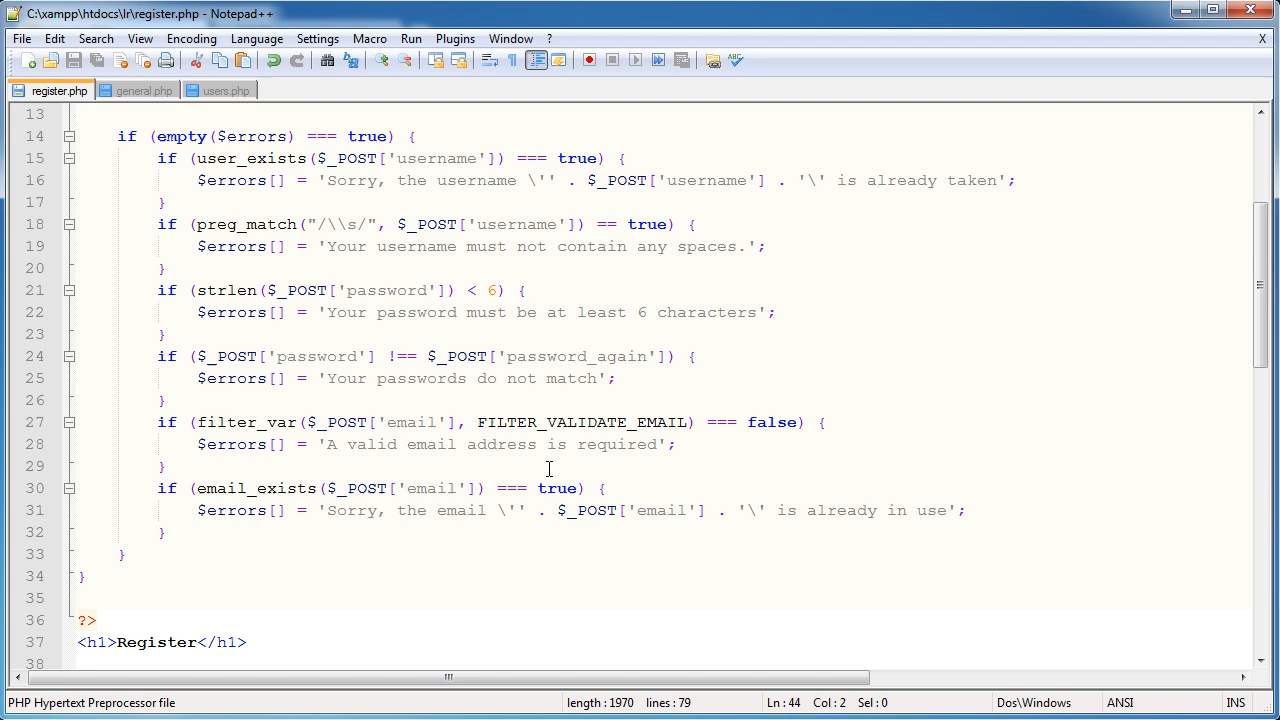 C:\xampp\htdocs\lr\register.php - Notepad++
File Edit Search View Encoding Language Settings Macro Run Plugins Window ? X
register.php general.php users.php
13
14 if (empty($errors) === true) {
15 if (user_exists($_POST['username']) === true) {
16 $errors[] = 'Sorry, the username \'' . $_POST['username'] . '\' is already taken';
17 }
18 if (preg_match("/\\s/", $_POST['username']) == true) {
19 $errors[] = 'Your username must not contain any spaces.';
20 }
21 if (strlen($_POST['password']) < 6) {
22 $errors[] = 'Your password must be at least 6 characters';
23 }
24 if ($_POST['password'] !== $_POST['password_again']) {
25 $errors[] = 'Your passwords do not match';
26 }
27 if (filter_var($_POST['email'], FILTER_VALIDATE_EMAIL) === false) {
28 $errors[] = 'A valid email address is required';
29 }
30 if (email_exists($_POST['email']) === true) {
31 $errors[] = 'Sorry, the email \'' . $_POST['email'] . '\' is already in use';
32 }
33 }
34 }
35
36 ?>
37 <h1>Register</h1>
38
PHP Hypertext Preprocessor file length : 1970 lines : 79 Ln : 44 Col : 2 Sel : 0 Dos\Windows ANSI INS